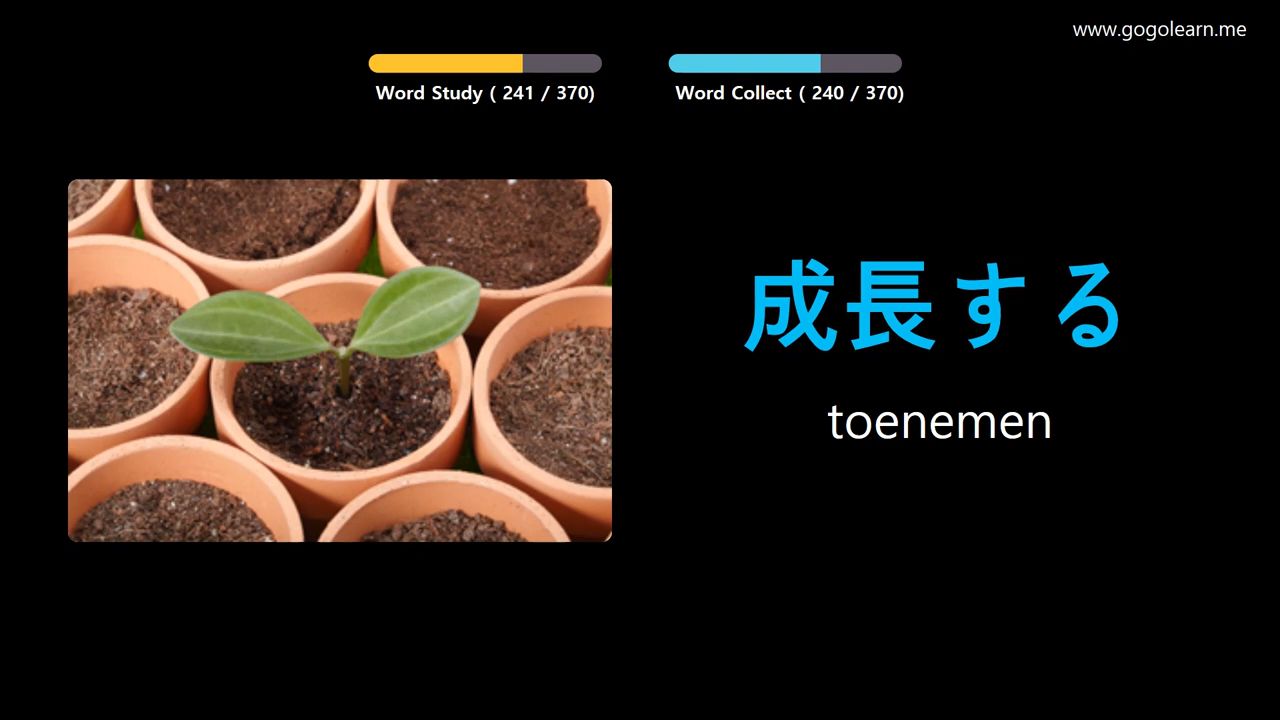 www.gogolearn.me
Word Study ( 241 / 370)
Word Collect ( 240 / 370)
成長する
toenemen